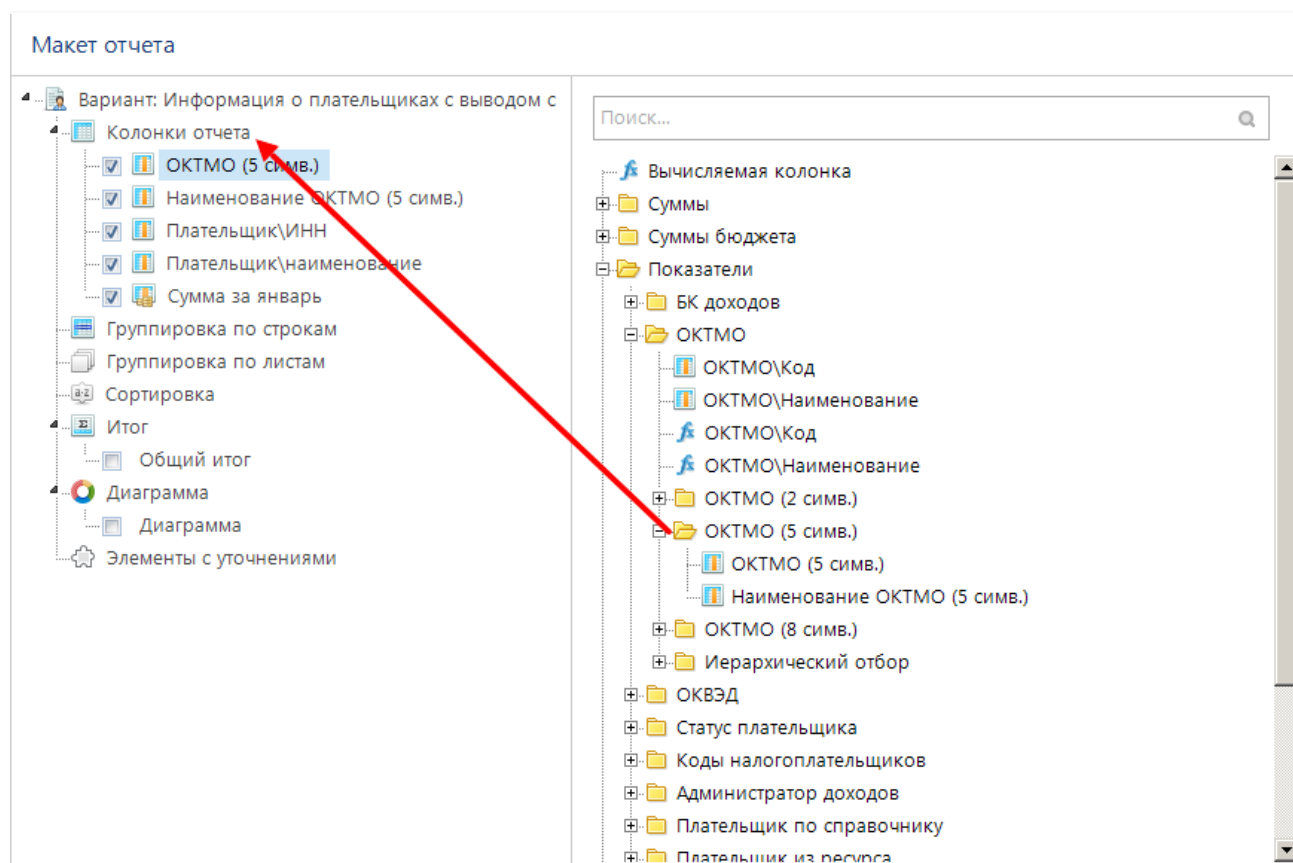 Макет отчета
Вариант: Информация о плательщиках с выводом с
Колонки отчета
ОКТМО (5 симв.)
Наименование ОКТМО (5 симв.)
Плательщик\ИНН
Плательщик\наименование
Сумма за январь
Группировка по строкам
Группировка по листам
Сортировка
Итог
Общий итог
Диаграмма
Диаграмма
Элементы с уточнениями
Поиск...
Вычисляемая колонка
Суммы
Суммы бюджета
Показатели
БК доходов
ОКТМО
ОКТМО\Код
ОКТМО\Наименование
ОКТМО\Код
ОКТМО\Наименование
ОКТМО (2 симв.)
ОКТМО (5 симв.)
ОКТМО (5 симв.)
Наименование ОКТМО (5 симв.)
ОКТМО (8 симв.)
Иерархический отбор
ОКВЭД
Статус плательщика
Коды налогоплательщиков
Администратор доходов
Плательщик по справочнику
Плательщик из ресурса